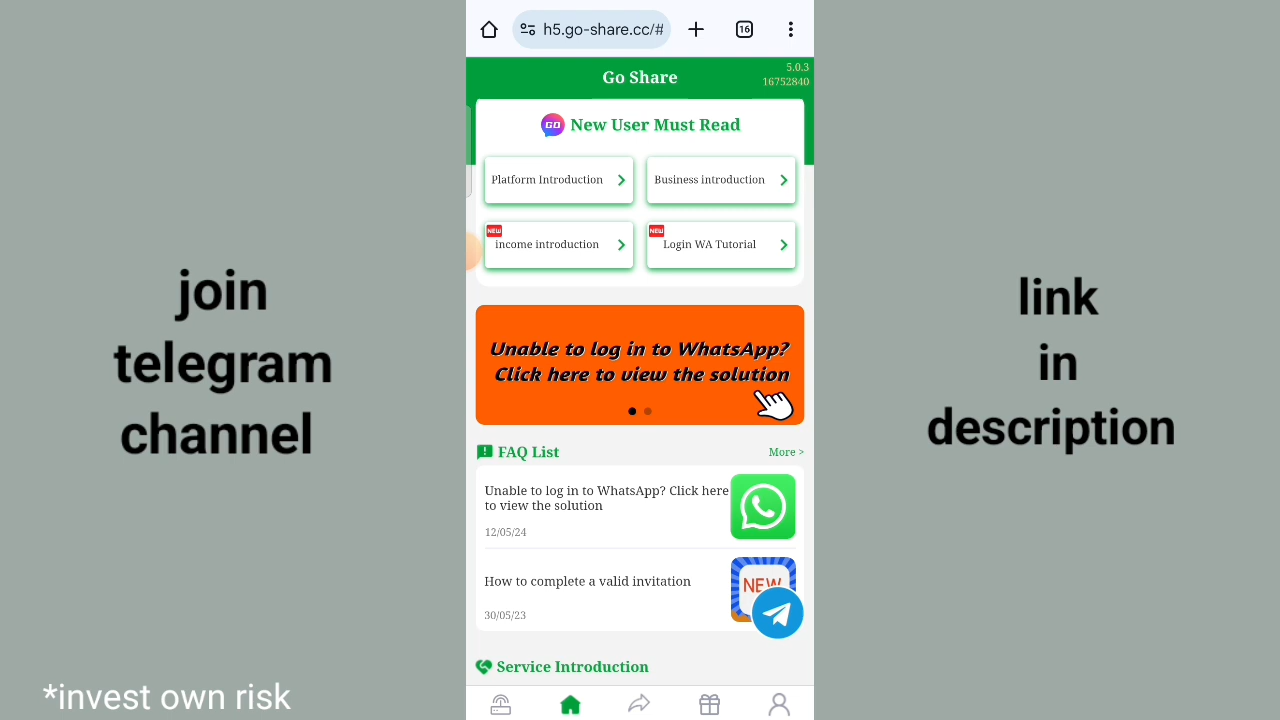 join
telegram
channel
*invest own risk
h5.go-share.cc/#
16
Go Share
5.0.3
16752840
GO
New User Must Read
Platform Introduction
Business introduction
NEW
income introduction
NEW
Login WA Tutorial
Unable to log in to WhatsApp?
Click here to view the solution
FAQ List
More >
Unable to log in to WhatsApp? Click here
to view the solution
12/05/24
How to complete a valid invitation
NEW
30/05/23
Service Introduction
link
in
description